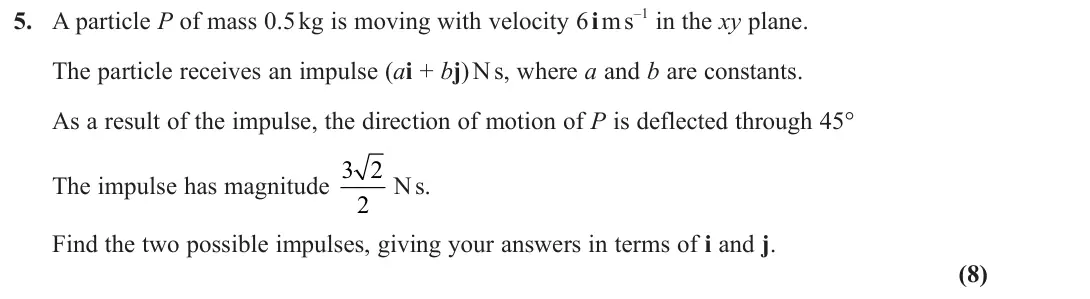 5. A particle P of mass 0.5 kg is moving with velocity 6i m s⁻¹ in the xy plane.
The particle receives an impulse (ai + bj) N s, where a and b are constants.
As a result of the impulse, the direction of motion of P is deflected through 45°
The impulse has magnitude 3√2/2 N s.
Find the two possible impulses, giving your answers in terms of i and j.
(8)